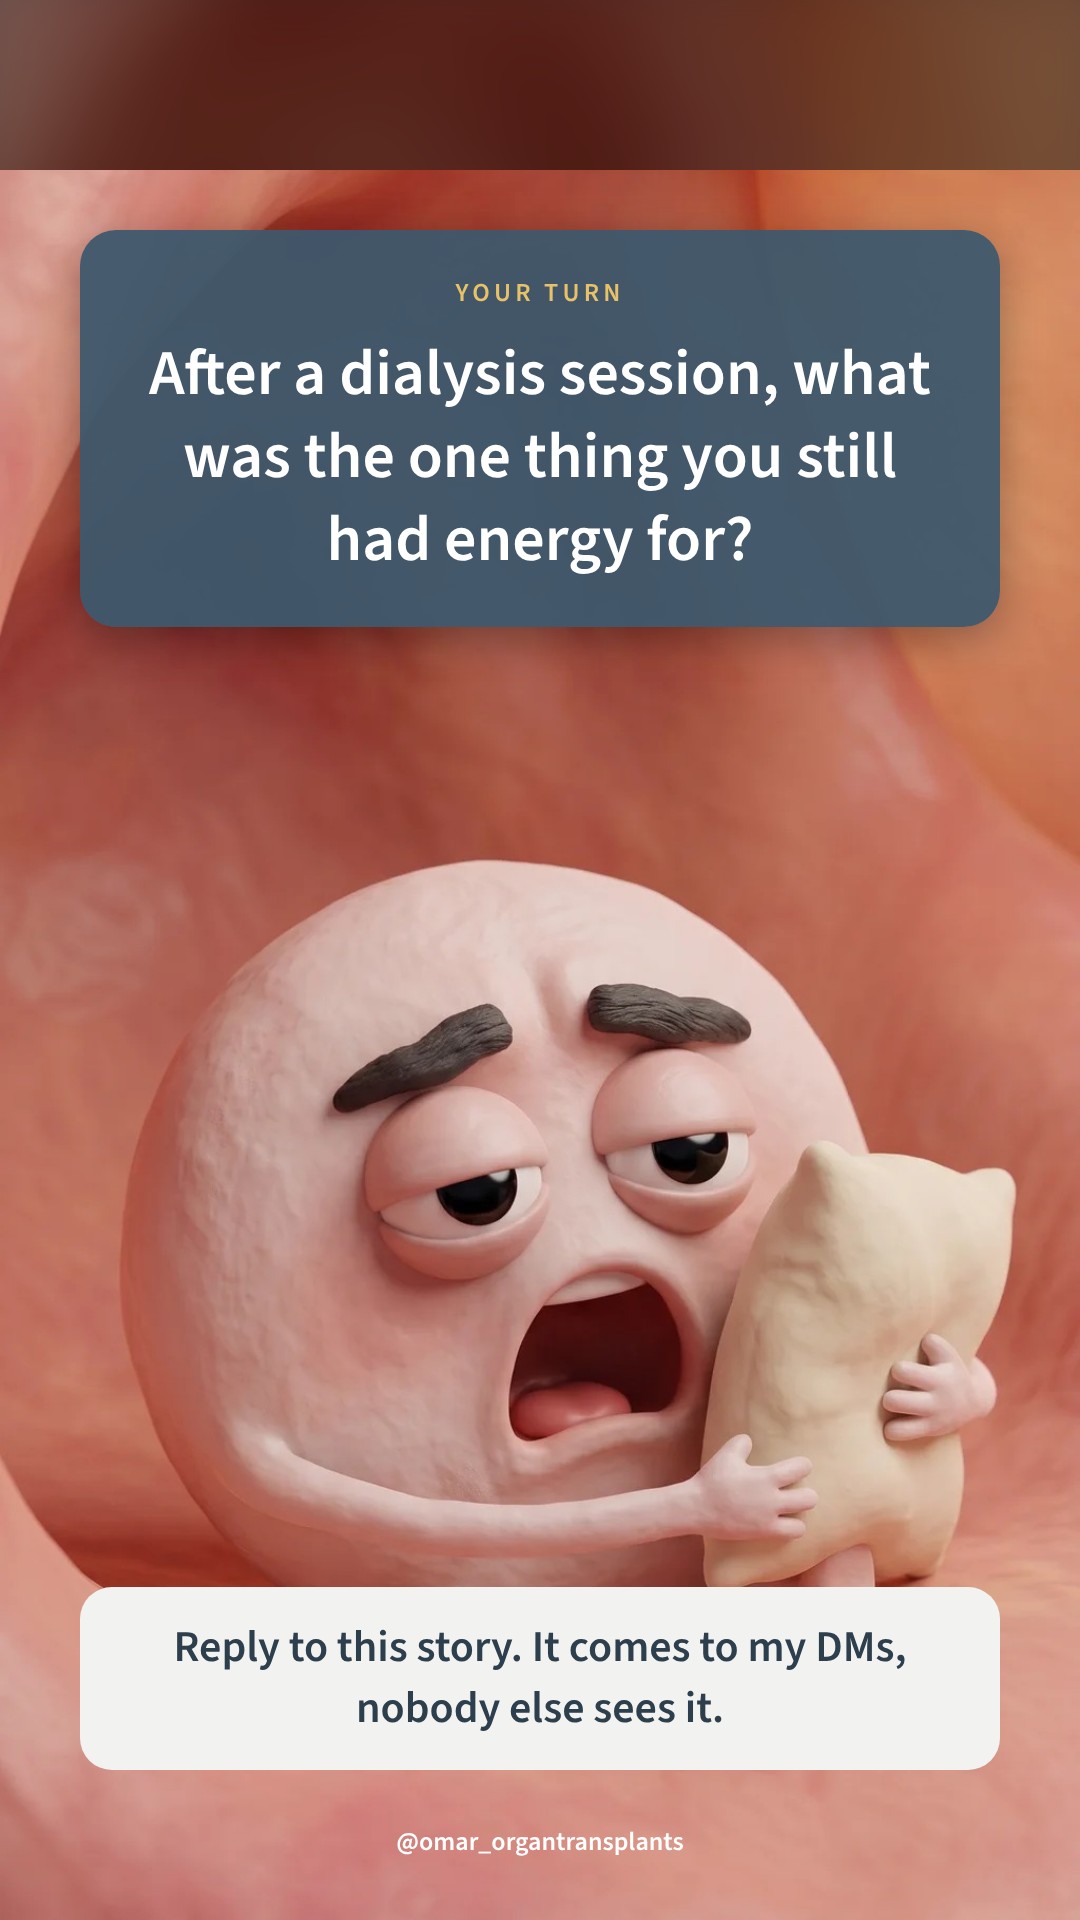 YOUR TURN
After a dialysis session, what
was the one thing you still
had energy for?
Reply to this story. It comes to my DMs,
nobody else sees it.
@omar_organtransplants